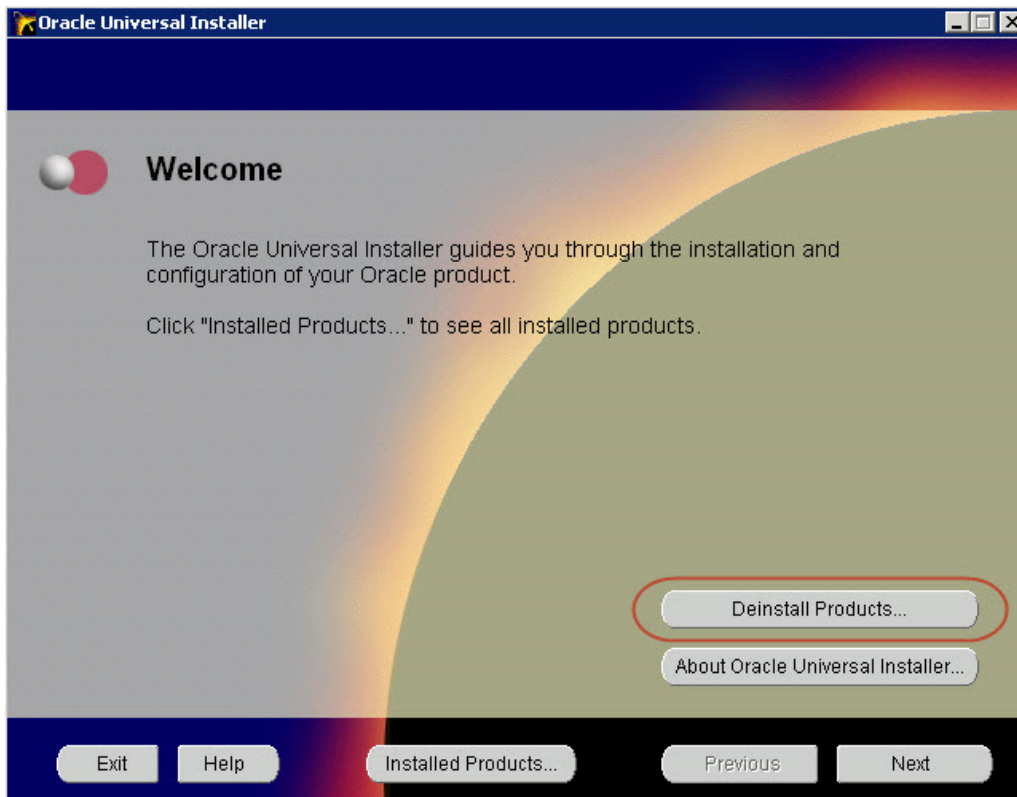 Oracle Universal Installer
Welcome
The Oracle Universal Installer guides you through the installation and
configuration of your Oracle product.
Click "Installed Products..." to see all installed products.
Deinstall Products...
About Oracle Universal Installer...
Exit
Help
Installed Products...
Previous
Next